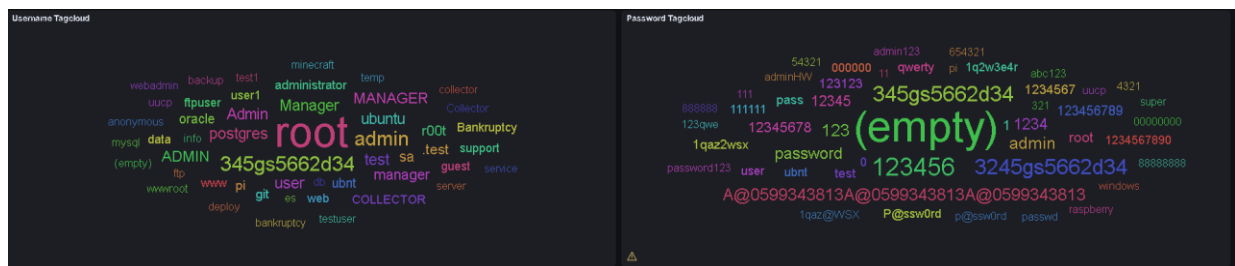 Username Tagcloud
minecraft
webadmin backup test1 administrator temp
collector
uucp ftpuser user1 Manager MANAGER
Collector
anonymous oracle Admin ubuntu
mysql data info postgres root admin r00t Bankruptcy
.test support
(empty) ADMIN 345gs5662d34 test sa
guest service
ftp manager
wwwroot www pi user db ubnt server
git es web COLLECTOR
deploy
bankruptcy testuser
Password Tagcloud
admin123 654321
54321 000000 11 qwerty pi 1q2w3e4r
adminHW abc123
123123 4321
111 345gs5662d34 1234567 uucp
888888 111111 pass 12345 321 123456789 super
123qwe 12345678 123 (empty) 1 1234 00000000
1qaz2wsx admin root 1234567890
password
password123 user ubnt test 0 123456 3245gs5662d34 88888888
A@0599343813A@0599343813A@0599343813 windows
1qaz@WSX P@ssw0rd p@ssw0rd passwd raspberry